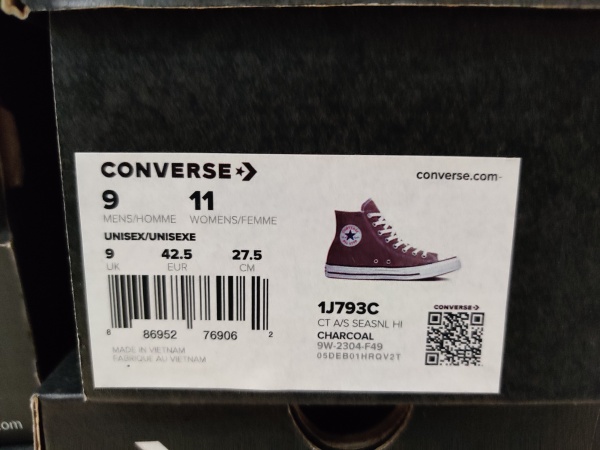 CONVERSE
converse.com
9 11
MENS/HOMME WOMENS/FEMME
UNISEX/UNISEXE
9 42.5 27.5
UK EUR CM
8 86952 76906 2
MADE IN VIETNAM
FABRIQUE AU VIETNAM
1J793C
CT A/S SEASNL HI
CHARCOAL
9W-2304-F49
05DEB01HRQV2T
CONVERSE
om